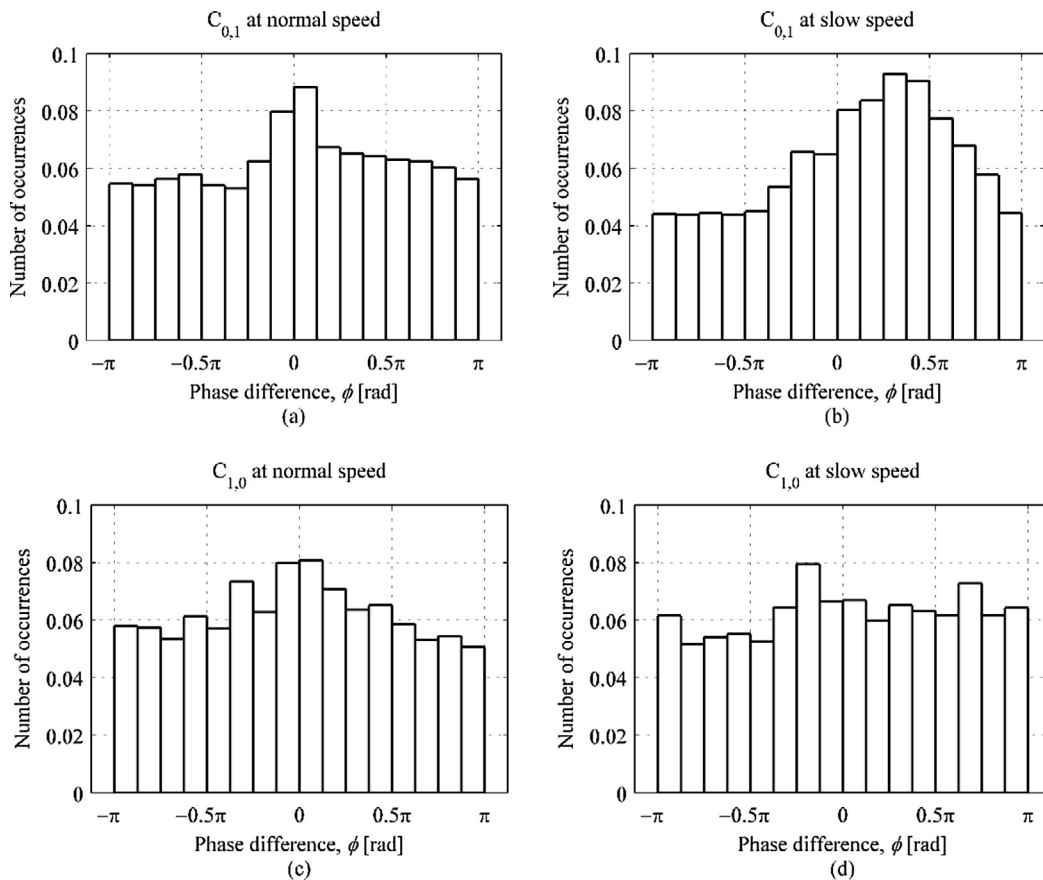 C0,1 at normal speed
0.1
0.08
0.06
0.04
0.02
0
Number of occurrences
−π
−0.5π
0
0.5π
π
Phase difference, ϕ [rad]
(a)
C0,1 at slow speed
0.1
0.08
0.06
0.04
0.02
0
Number of occurrences
−π
−0.5π
0
0.5π
π
Phase difference, ϕ [rad]
(b)
C1,0 at normal speed
0.1
0.08
0.06
0.04
0.02
0
Number of occurrences
−π
−0.5π
0
0.5π
π
Phase difference, ϕ [rad]
(c)
C1,0 at slow speed
0.1
0.08
0.06
0.04
0.02
0
Number of occurrences
−π
−0.5π
0
0.5π
π
Phase difference, ϕ [rad]
(d)